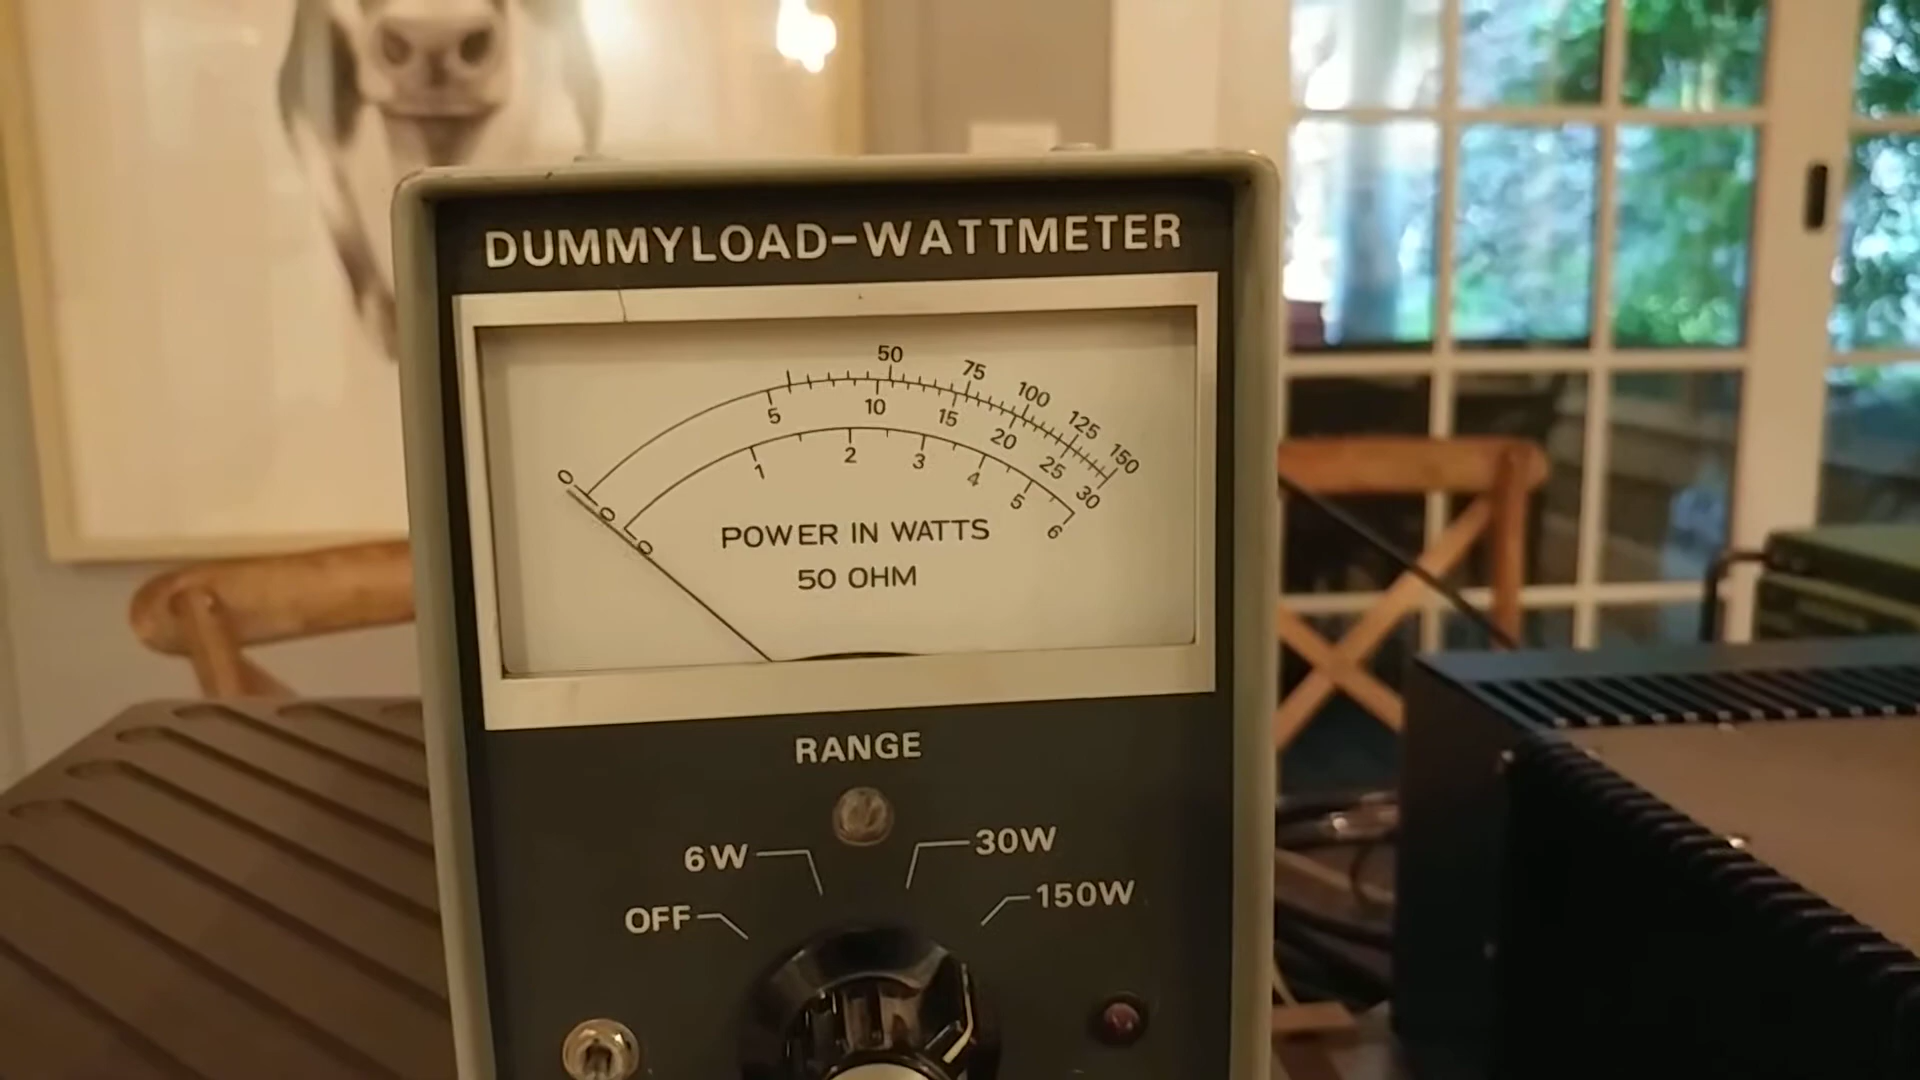 DUMMYLOAD-WATTMETER
50 75 100 125 150
0 5 10 15 20 25 30
0 1 2 3 4 5 6
0
POWER IN WATTS
50 OHM
RANGE
6W 30W
OFF 150W